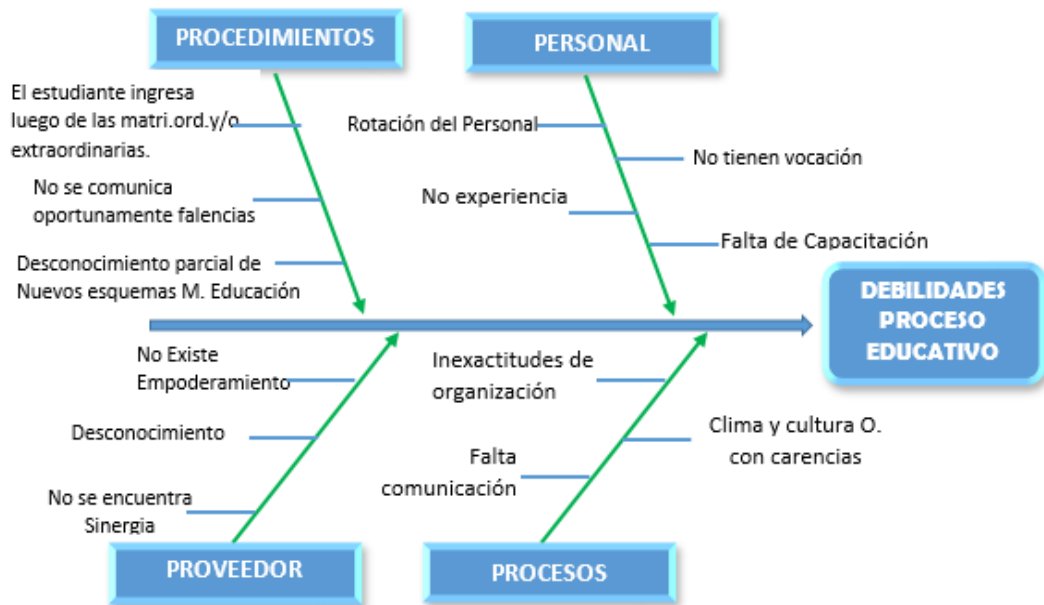 PROCEDIMIENTOS
El estudiante ingresa
luego de las matri.ord.y/o
extraordinarias.
No se comunica
oportunamente falencias
Desconocimiento parcial de
Nuevos esquemas M. Educación
PERSONAL
Rotación del Personal
No tienen vocación
No experiencia
Falta de Capacitación
DEBILIDADES
PROCESO
EDUCATIVO
No Existe
Empoderamiento
Desconocimiento
No se encuentra
Sinergia
PROVEEDOR
Inexactitudes de
organización
Clima y cultura O.
con carencias
Falta
comunicación
PROCESOS